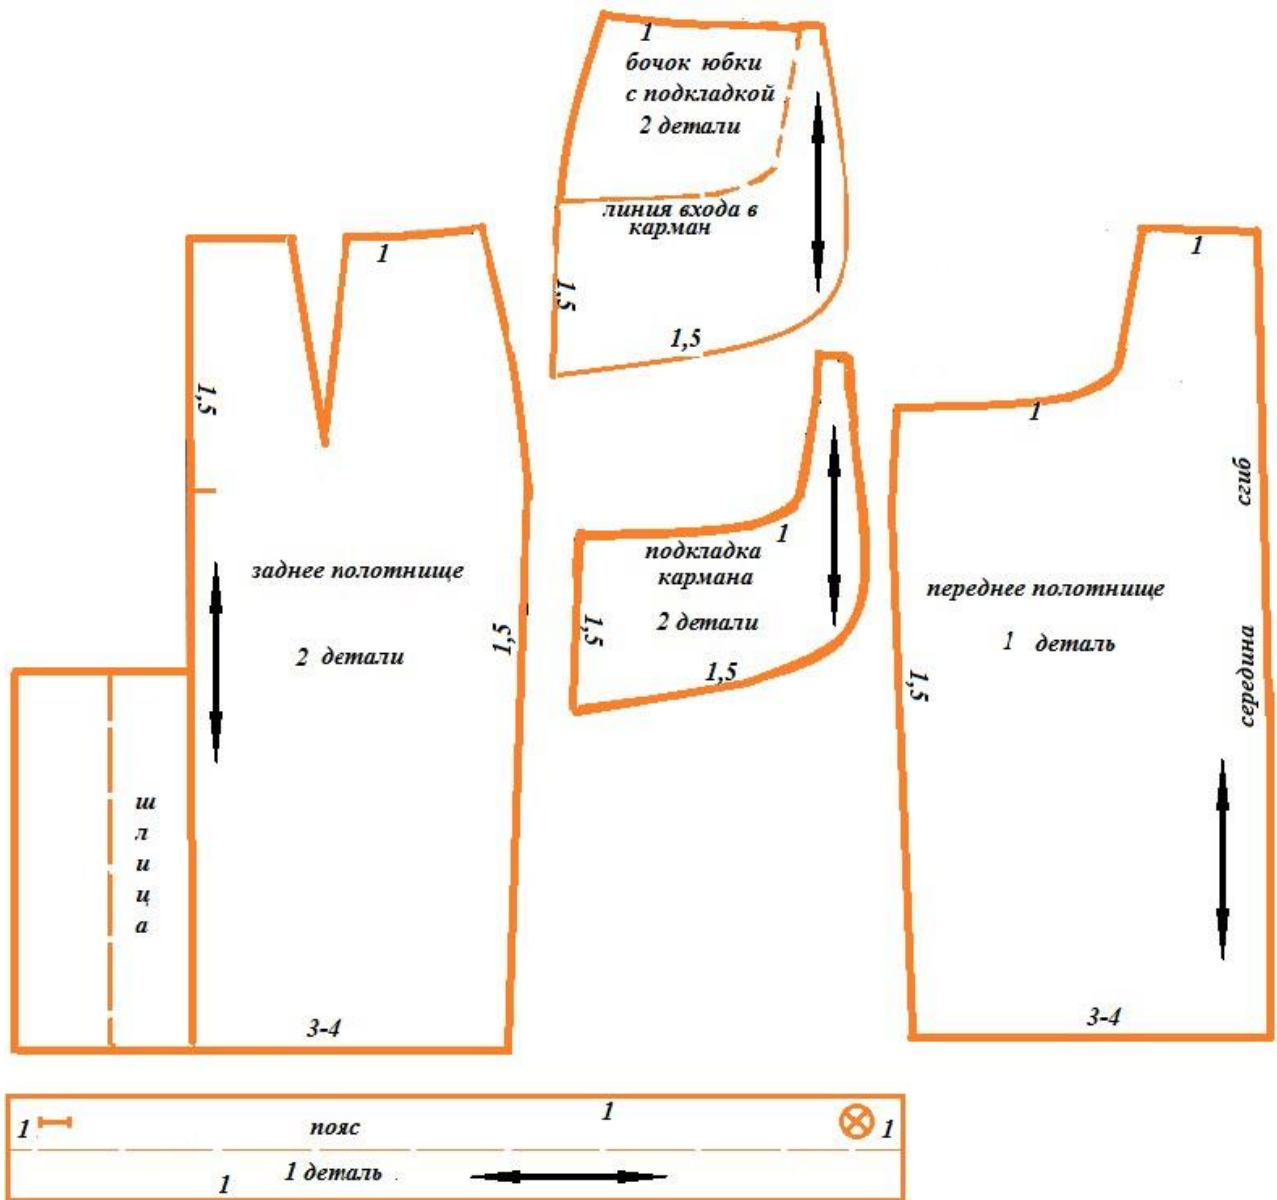 1
бочок юбки
с подкладкой
2 детали
линия входа в
карман
1,5
1,5
1
1,5
заднее полотнище
2 детали
1,5
ш
л
и
ц
а
3-4
1
подкладка
кармана
2 детали
1,5
1,5
1
1
сгиб
переднее полотнище
1 деталь
середина
1,5
3-4
1
пояс
1
1
1 деталь
1